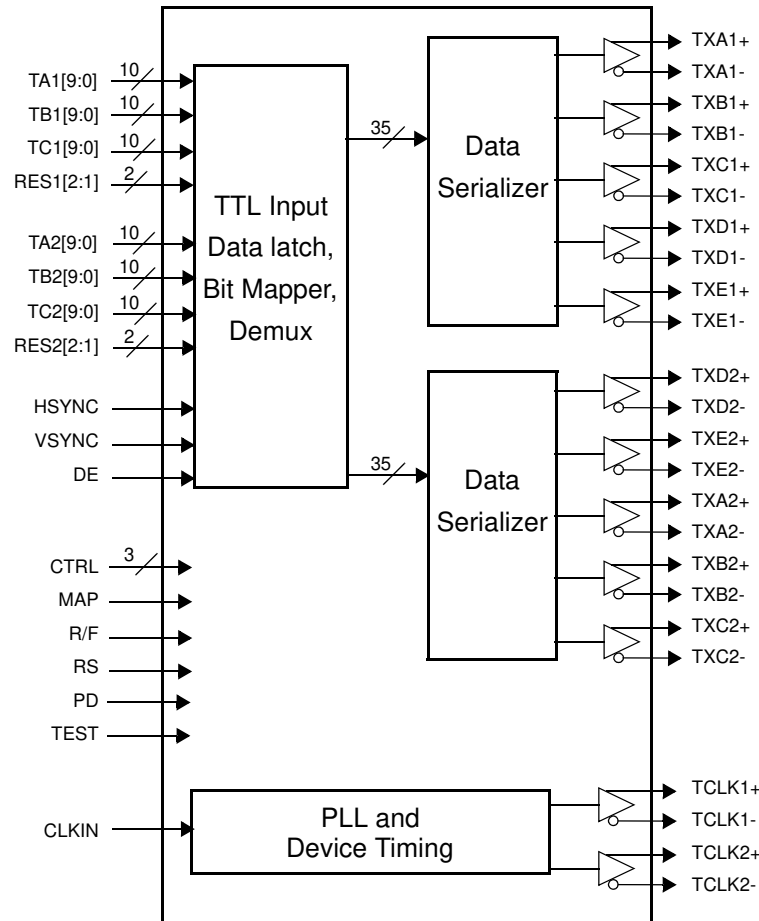 TA1[9:0] 10
TB1[9:0] 10
TC1[9:0] 10
RES1[2:1] 2
TA2[9:0] 10
TB2[9:0] 10
TC2[9:0] 10
RES2[2:1] 2
HSYNC
VSYNC
DE
CTRL 3
MAP
R/F
RS
PD
TEST
CLKIN
TTL Input
Data latch,
Bit Mapper,
Demux
35
35
Data
Serializer
Data
Serializer
PLL and
Device Timing
TXA1+
TXA1-
TXB1+
TXB1-
TXC1+
TXC1-
TXD1+
TXD1-
TXE1+
TXE1-
TXD2+
TXD2-
TXE2+
TXE2-
TXA2+
TXA2-
TXB2+
TXB2-
TXC2+
TXC2-
TCLK1+
TCLK1-
TCLK2+
TCLK2-